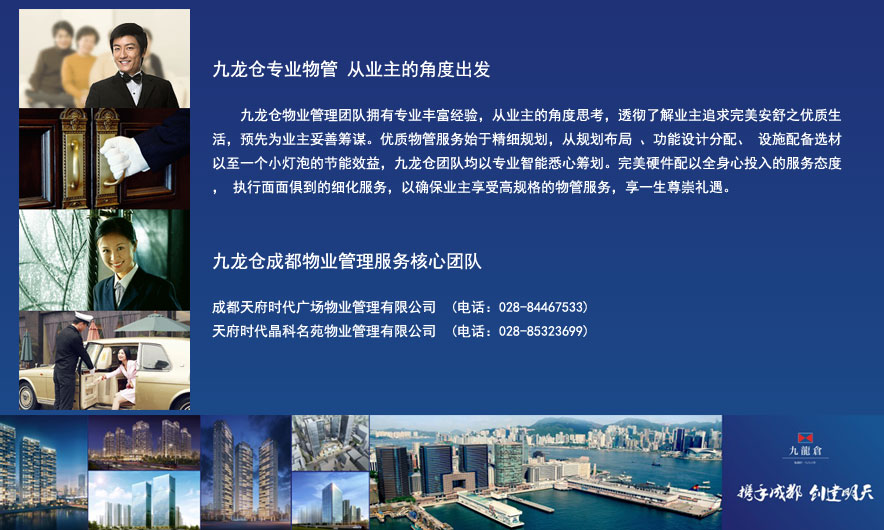 九龙仓专业物管 从业主的角度出发
九龙仓物业管理团队拥有专业丰富经验，从业主的角度思考，透彻了解业主追求完美安舒之优质生
活，预先为业主妥善筹谋。优质物管服务始于精细规划，从规划布局 、功能设计分配、 设施配备选材
以至一个小灯泡的节能效益，九龙仓团队均以专业智能悉心筹划。完美硬件配以全身心投入的服务态度
， 执行面面俱到的细化服务，以确保业主享受高规格的物管服务，享一生尊崇礼遇。
九龙仓成都物业管理服务核心团队
成都天府时代广场物业管理有限公司 （电话：028-84467533）
天府时代晶科名苑物业管理有限公司 （电话：028-85323699）
九龍倉
携手成都 创建明天